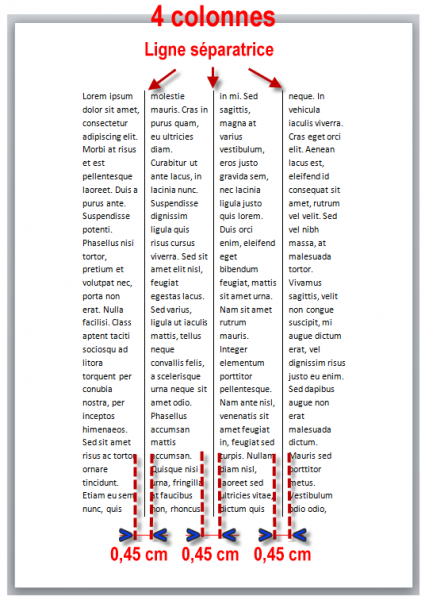 4 colonnes
Ligne séparatrice
Lorem ipsum
dolor sit amet,
consectetur
adipiscing elit.
Morbi at risus
et est
pellentesque
laoreet. Duis a
purus ante.
Suspendisse
potenti.
Phasellus nisi
tortor,
pretium et
volutpat nec,
porta non
erat. Nulla
facilisi. Class
aptent taciti
sociosqu ad
litora
torquent per
conubia
nostra, per
inceptos
himenaeos.
Sed sit amet
risus ac tortor
ornare
tincidunt.
Etiam eu sem
nunc, quis
molestie
mauris. Cras in
purus quam,
eu ultricies
diam.
Curabitur ut
ante lacus, in
lacinia nunc.
Suspendisse
dignissim
ligula quis
risus cursus
viverra. Sed sit
amet elit nisl,
feugiat
egestas lacus.
Sed varius,
ligula ut iaculis
mattis, tellus
neque
convallis felis,
a scelerisque
urna neque sit
amet odio.
Phasellus
accumsan
mattis
accumsan.
Quisque nisi
urna, fringilla
at faucibus
non, rhoncus
in mi. Sed
sagittis,
magna at
varius
vestibulum,
eros justo
gravida sem,
nec lacinia
ligula justo
quis lorem.
Duis orci
enim, eleifend
eget
bibendum
feugiat, mattis
sit amet urna.
Nam sit amet
rutrum
mauris.
Integer
elementum
porttitor
pellentesque.
Nam ante nisl,
venenatis sit
amet feugiat
in, feugiat sed
turpis. Nullam
diam nisl,
laoreet sed
ultricies vitae,
dictum quis
neque. In
vehicula
iaculis viverra.
Cras eget orci
elit. Aenean
lacus est,
eleifend id
consequat sit
amet, rutrum
vel velit. Sed
vel nibh
massa, at
malesuada
tortor.
Vivamus
sagittis, velit
non congue
suscipit, mi
augue dictum
erat, vel
dignissim risus
justo eu enim.
Sed dapibus
augue non
erat
malesuada
dictum.
Mauris sed
porttitor
metus.
Vestibulum
odio odio,
0,45 cm
0,45 cm
0,45 cm